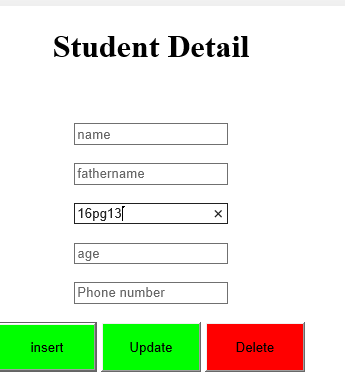 Student Detail
name
fathername
16pg13
age
Phone number
insert Update Delete